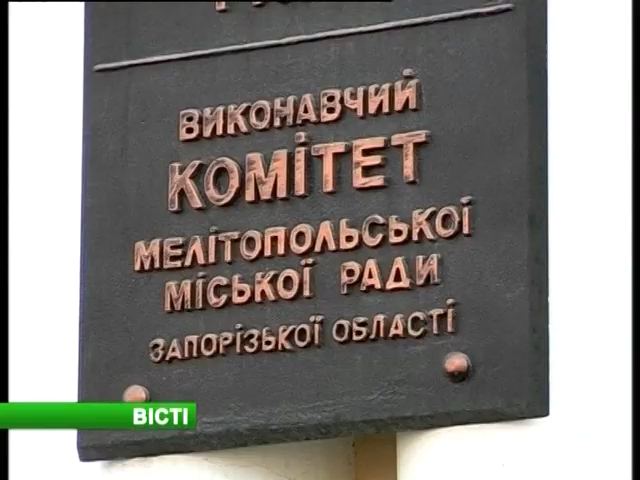 ВИКОНАВЧИЙ
КОМІТЕТ
МЕЛІТОПОЛЬСЬКОЇ
МІСЬКОЇ РАДИ
ЗАПОРІЗЬКОЇ ОБЛАСТІ
ВІСТІ